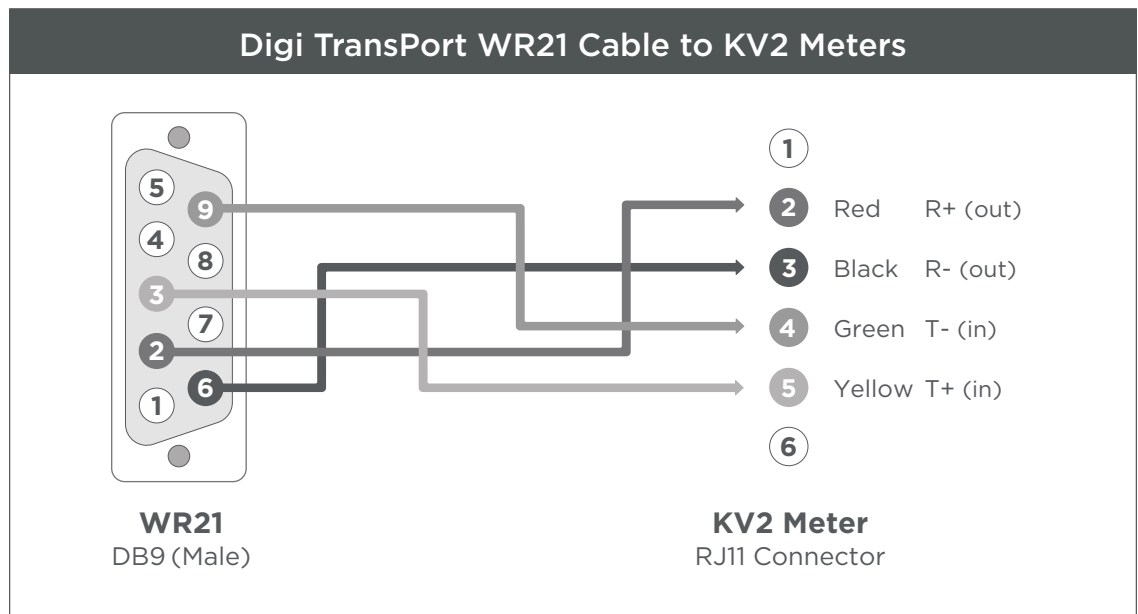 Digi TransPort WR21 Cable to KV2 Meters
5
9
4
8
3
7
2
6
1
WR21
DB9 (Male)
1
2 Red R+ (out)
3 Black R- (out)
4 Green T- (in)
5 Yellow T+ (in)
6
KV2 Meter
RJ11 Connector